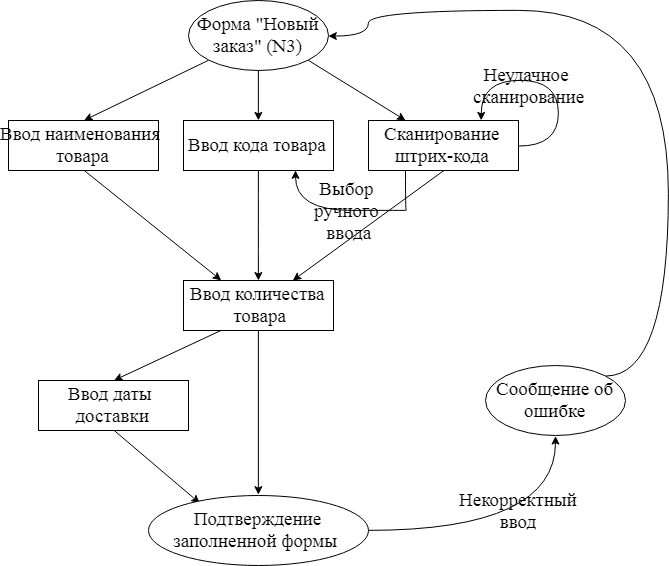 Форма "Новый
заказ" (N3)
Неудачное
сканирование
Ввод наименования
товара
Ввод кода товара
Сканирование
штрих-кода
Выбор
ручного
ввода
Ввод количества
товара
Ввод даты
доставки
Сообщение об
ошибке
Некорректный
ввод
Подтверждение
заполненной формы